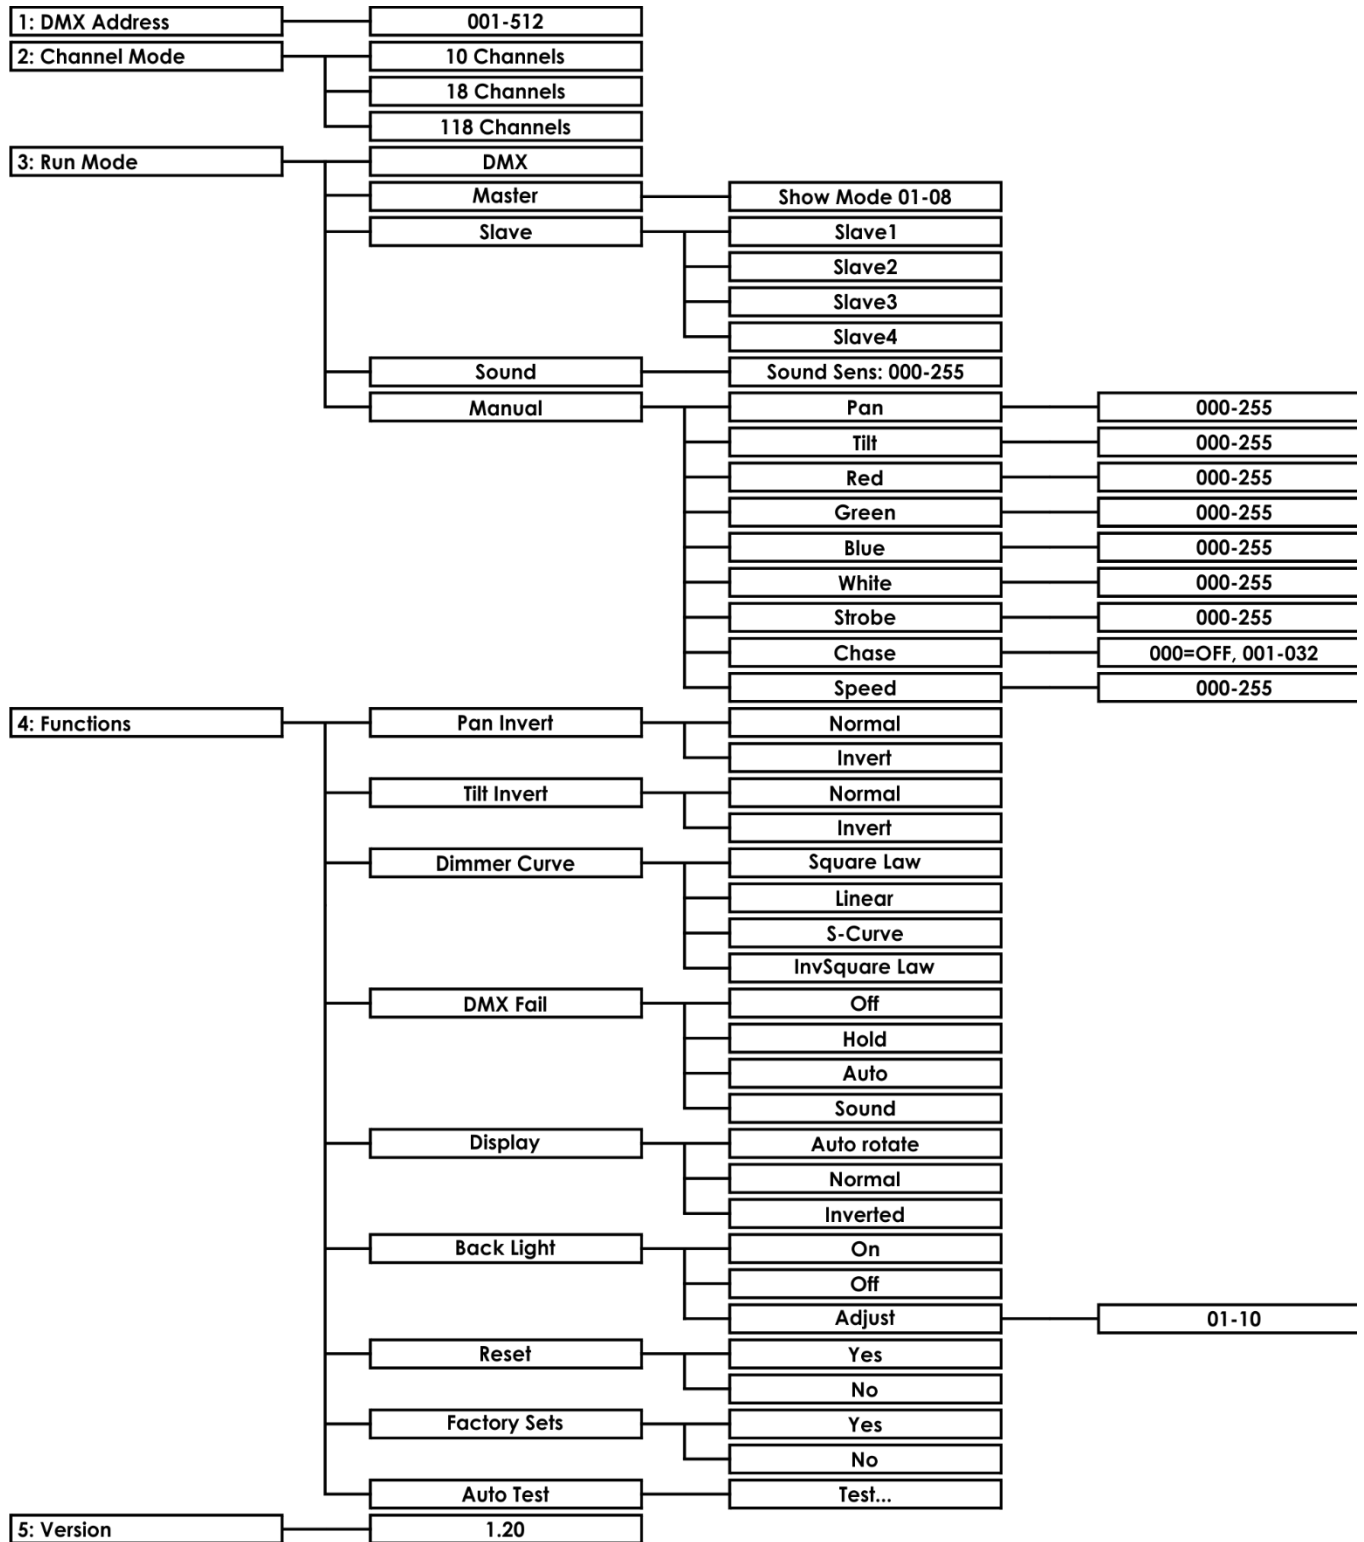 1: DMX Address
001-512
2: Channel Mode
10 Channels
18 Channels
118 Channels
3: Run Mode
DMX
Master
Show Mode 01-08
Slave
Slave1
Slave2
Slave3
Slave4
Sound
Sound Sens: 000-255
Manual
Pan
000-255
Tilt
000-255
Red
000-255
Green
000-255
Blue
000-255
White
000-255
Strobe
000-255
Chase
000=OFF, 001-032
Speed
000-255
4: Functions
Pan Invert
Normal
Invert
Tilt Invert
Normal
Invert
Dimmer Curve
Square Law
Linear
S-Curve
InvSquare Law
DMX Fail
Off
Hold
Auto
Sound
Display
Auto rotate
Normal
Inverted
Back Light
On
Off
Adjust
01-10
Reset
Yes
No
Factory Sets
Yes
No
Auto Test
Test...
5: Version
1.20